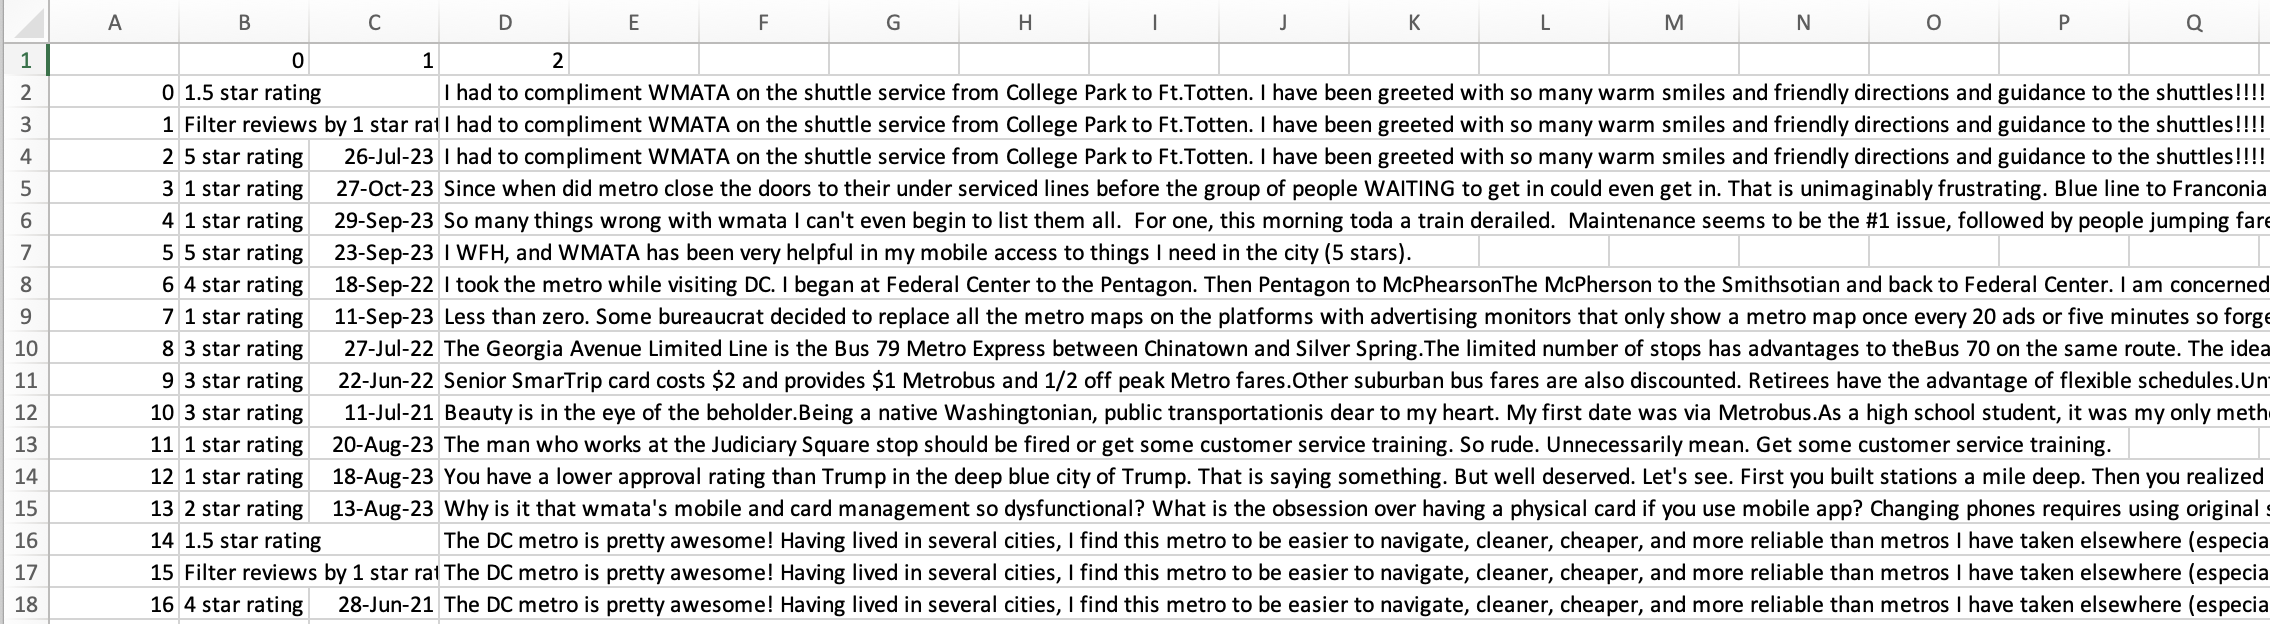 A B C D E F G H I J K L M N O P Q
1 0 1 2
2 0 1.5 star rating I had to compliment WMATA on the shuttle service from College Park to Ft.Totten. I have been greeted with so many warm smiles and friendly directions and guidance to the shuttles!!!!
3 1 Filter reviews by 1 star rat I had to compliment WMATA on the shuttle service from College Park to Ft.Totten. I have been greeted with so many warm smiles and friendly directions and guidance to the shuttles!!!!
4 2 5 star rating 26-Jul-23 I had to compliment WMATA on the shuttle service from College Park to Ft.Totten. I have been greeted with so many warm smiles and friendly directions and guidance to the shuttles!!!!
5 3 1 star rating 27-Oct-23 Since when did metro close the doors to their under serviced lines before the group of people WAITING to get in could even get in. That is unimaginably frustrating. Blue line to Franconia
6 4 1 star rating 29-Sep-23 So many things wrong with wmata I can't even begin to list them all.  For one, this morning toda a train derailed.  Maintenance seems to be the #1 issue, followed by people jumping fare
7 5 5 star rating 23-Sep-23 I WFH, and WMATA has been very helpful in my mobile access to things I need in the city (5 stars).
8 6 4 star rating 18-Sep-22 I took the metro while visiting DC. I began at Federal Center to the Pentagon. Then Pentagon to McPhearsonThe McPherson to the Smithsotian and back to Federal Center. I am concerned
9 7 1 star rating 11-Sep-23 Less than zero. Some bureaucrat decided to replace all the metro maps on the platforms with advertising monitors that only show a metro map once every 20 ads or five minutes so forge
10 8 3 star rating 27-Jul-22 The Georgia Avenue Limited Line is the Bus 79 Metro Express between Chinatown and Silver Spring.The limited number of stops has advantages to theBus 70 on the same route. The idea
11 9 3 star rating 22-Jun-22 Senior SmarTrip card costs $2 and provides $1 Metrobus and 1/2 off peak Metro fares.Other suburban bus fares are also discounted. Retirees have the advantage of flexible schedules.Unf
12 10 3 star rating 11-Jul-21 Beauty is in the eye of the beholder.Being a native Washingtonian, public transportationis dear to my heart. My first date was via Metrobus.As a high school student, it was my only meth
13 11 1 star rating 20-Aug-23 The man who works at the Judiciary Square stop should be fired or get some customer service training. So rude. Unnecessarily mean. Get some customer service training.
14 12 1 star rating 18-Aug-23 You have a lower approval rating than Trump in the deep blue city of Trump. That is saying something. But well deserved. Let's see. First you built stations a mile deep. Then you realized
15 13 2 star rating 13-Aug-23 Why is it that wmata's mobile and card management so dysfunctional? What is the obsession over having a physical card if you use mobile app? Changing phones requires using original s
16 14 1.5 star rating The DC metro is pretty awesome! Having lived in several cities, I find this metro to be easier to navigate, cleaner, cheaper, and more reliable than metros I have taken elsewhere (especia
17 15 Filter reviews by 1 star rat The DC metro is pretty awesome! Having lived in several cities, I find this metro to be easier to navigate, cleaner, cheaper, and more reliable than metros I have taken elsewhere (especia
18 16 4 star rating 28-Jun-21 The DC metro is pretty awesome! Having lived in several cities, I find this metro to be easier to navigate, cleaner, cheaper, and more reliable than metros I have taken elsewhere (especia